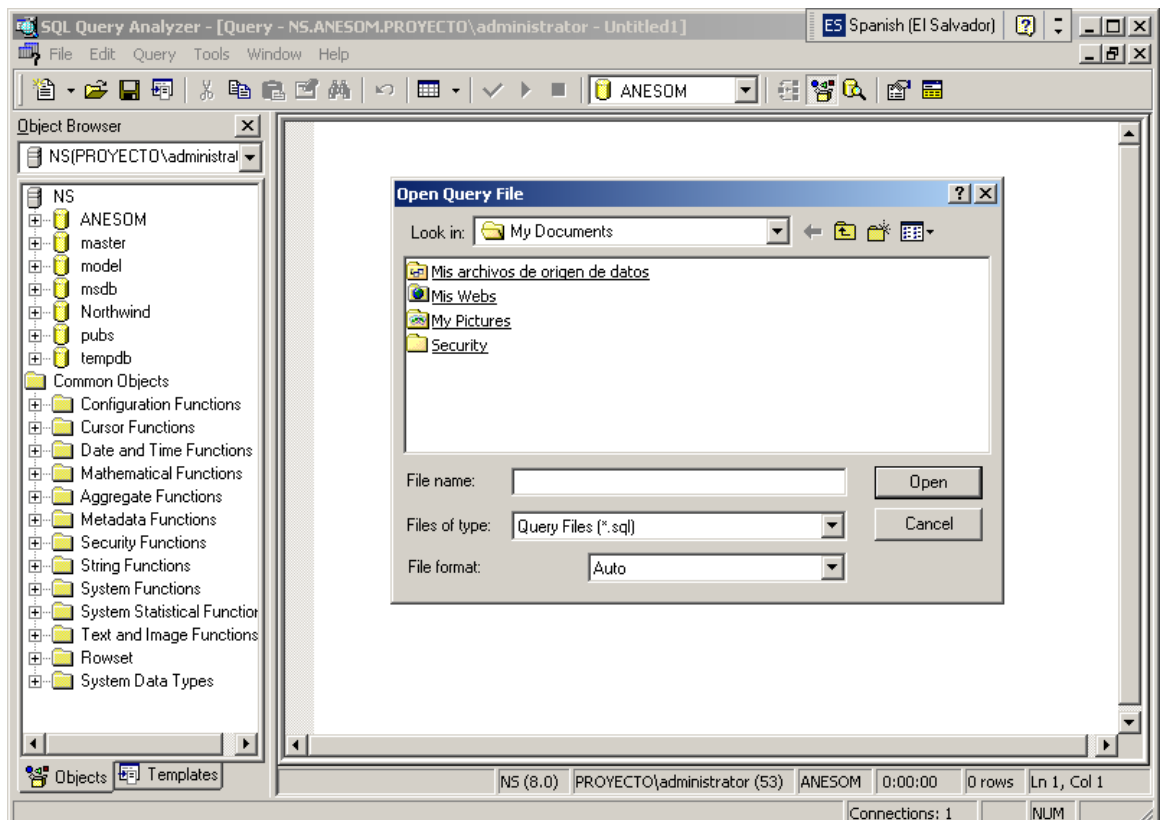 SQL Query Analyzer - [Query - NS.ANESOM.PROYECTO\administrator - Untitled1]
ES Spanish (El Salvador)
File Edit Query Tools Window Help
ANESOM
Object Browser
NS(PROYECTO\administrat
NS
ANESOM
master
model
msdb
Northwind
pubs
tempdb
Common Objects
Configuration Functions
Cursor Functions
Date and Time Functions
Mathematical Functions
Aggregate Functions
Metadata Functions
Security Functions
String Functions
System Functions
System Statistical Function
Text and Image Functions
Rowset
System Data Types
Objects
Templates
Open Query File
Look in: My Documents
Mis archivos de origen de datos
Mis Webs
My Pictures
Security
File name:
Open
Files of type: Query Files (*.sql)
Cancel
File format: Auto
NS (8.0) PROYECTO\administrator (53) ANESOM 0:00:00 0 rows Ln 1, Col 1
Connections: 1 NUM